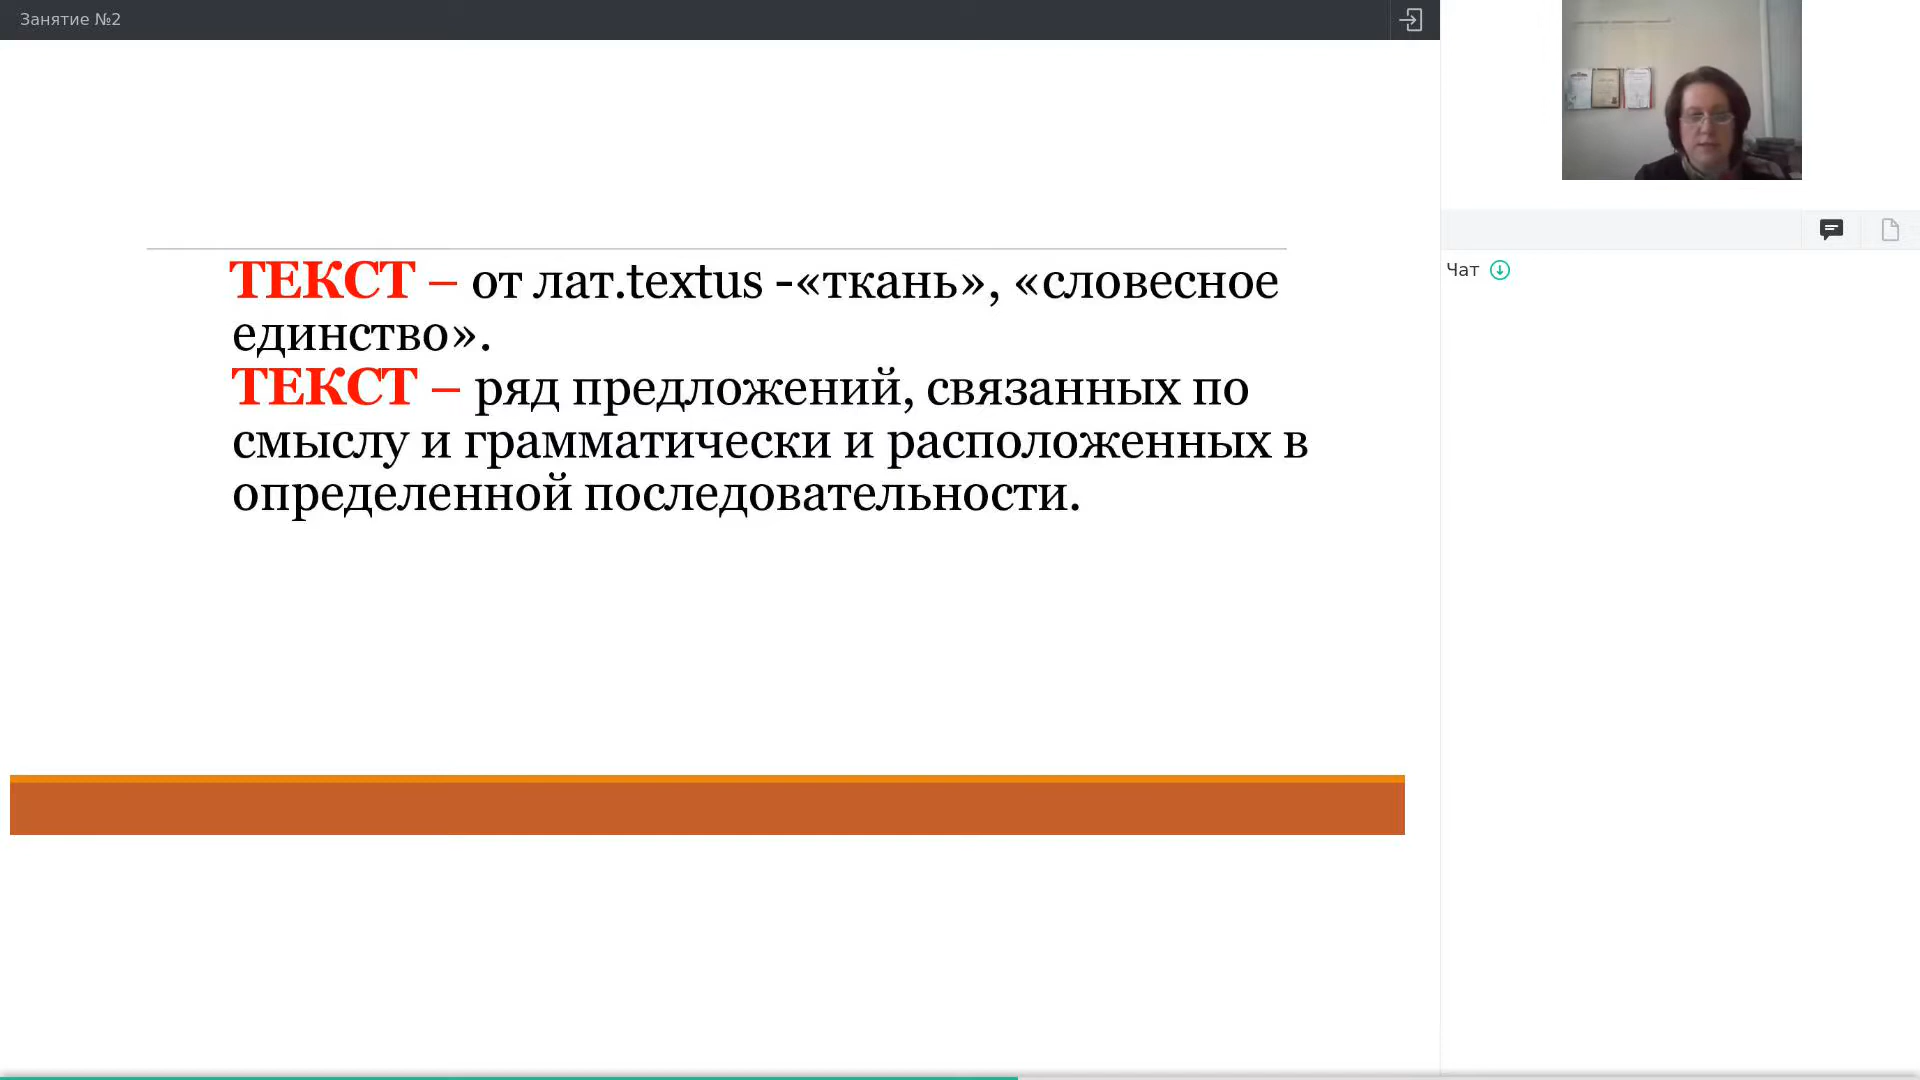 Занятие №2
ТЕКСТ – от лат.textus -«ткань», «словесное
единство».
ТЕКСТ – ряд предложений, связанных по
смыслу и грамматически и расположенных в
определенной последовательности.
Чат